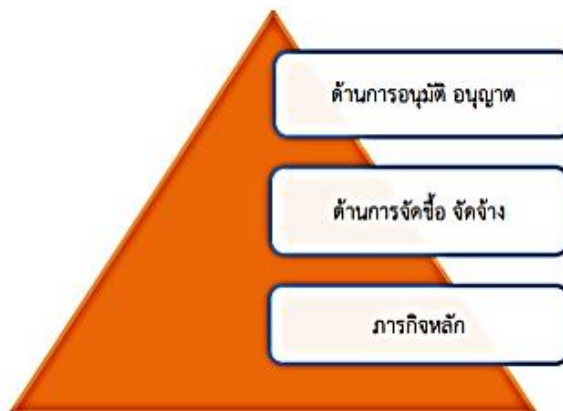 ด้านการอนุมัติ อนุญาต
ด้านการจัดซื้อ จัดจ้าง
ภารกิจหลัก